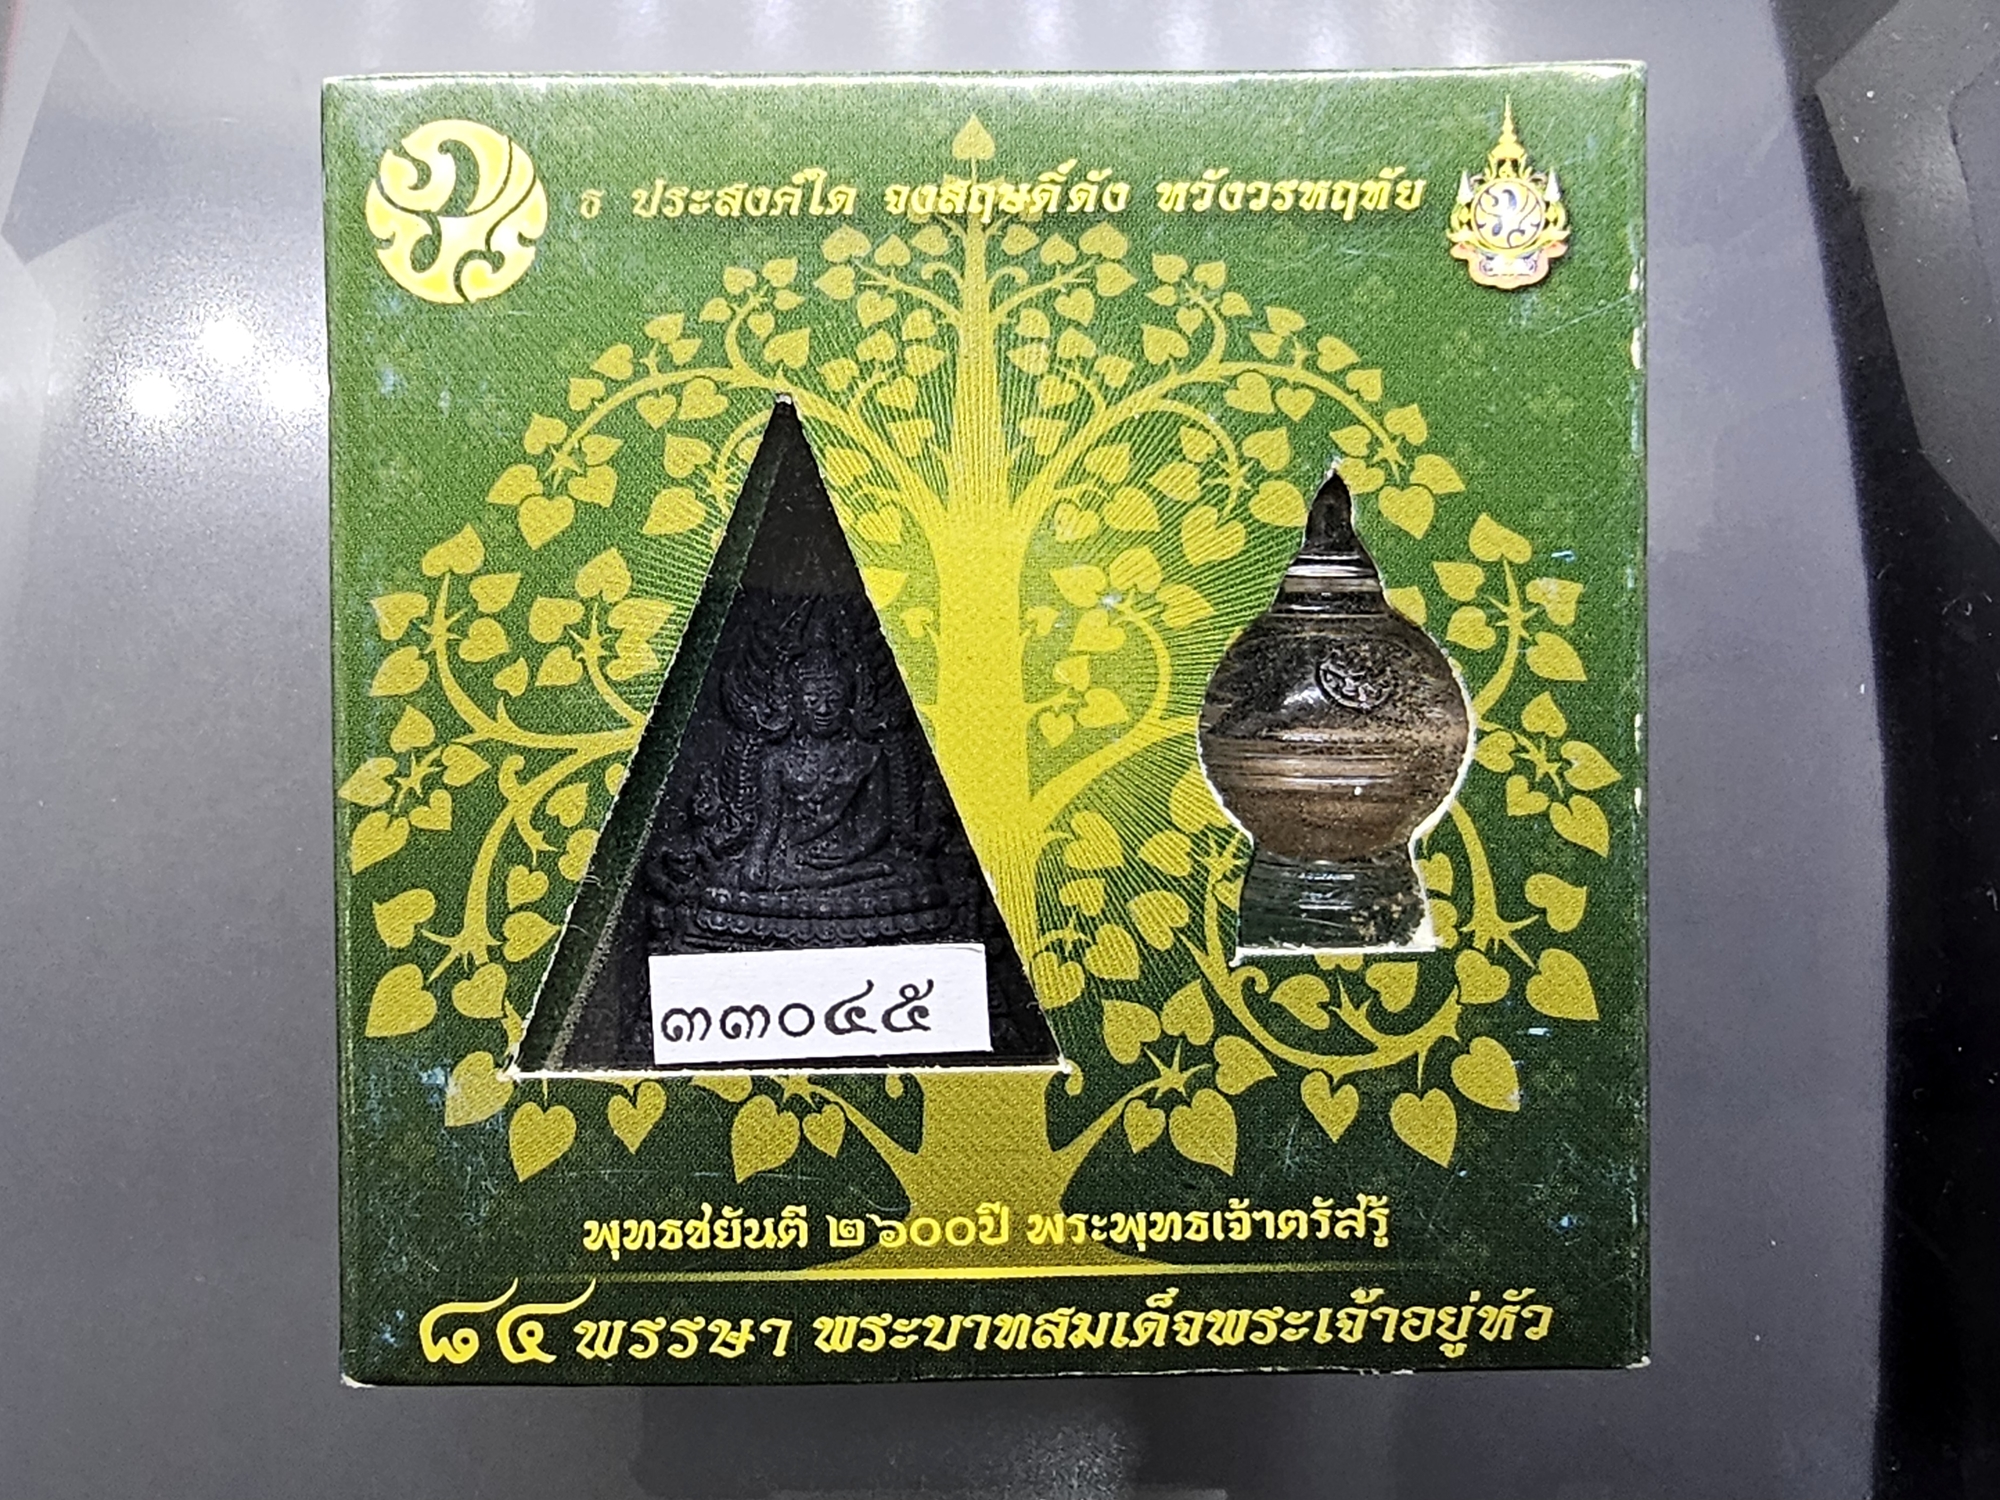 ธ ประสงค์ใด จงสฤษดิ์ดัง หวังวรหฤทัย
๓๓๐๔๕
พุทธชยันตี ๒๖๐๐ปี พระพุทธเจ้าตรัสรู้
๘๔พรรษา พระบาทสมเด็จพระเจ้าอยู่หัว